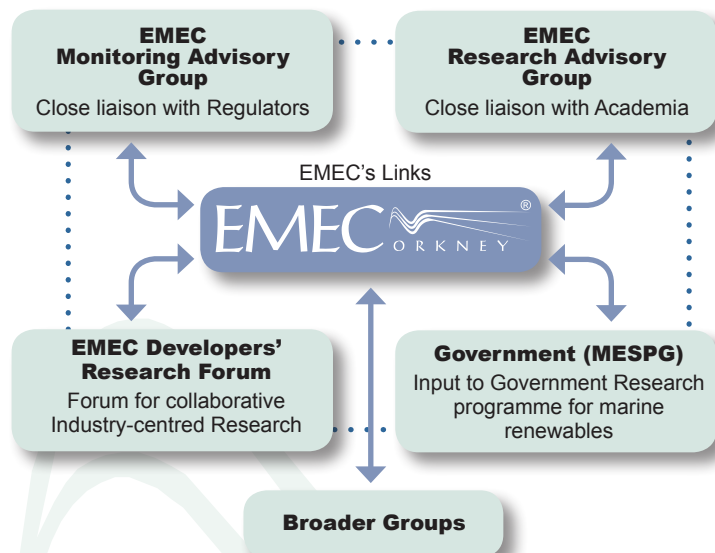 EMEC
Monitoring Advisory
Group
Close liaison with Regulators
EMEC
Research Advisory
Group
Close liaison with Academia
EMEC's Links
EMEC ORKNEY ®
EMEC Developers'
Research Forum
Forum for collaborative
Industry-centred Research
Government (MESPG)
Input to Government Research
programme for marine
renewables
Broader Groups